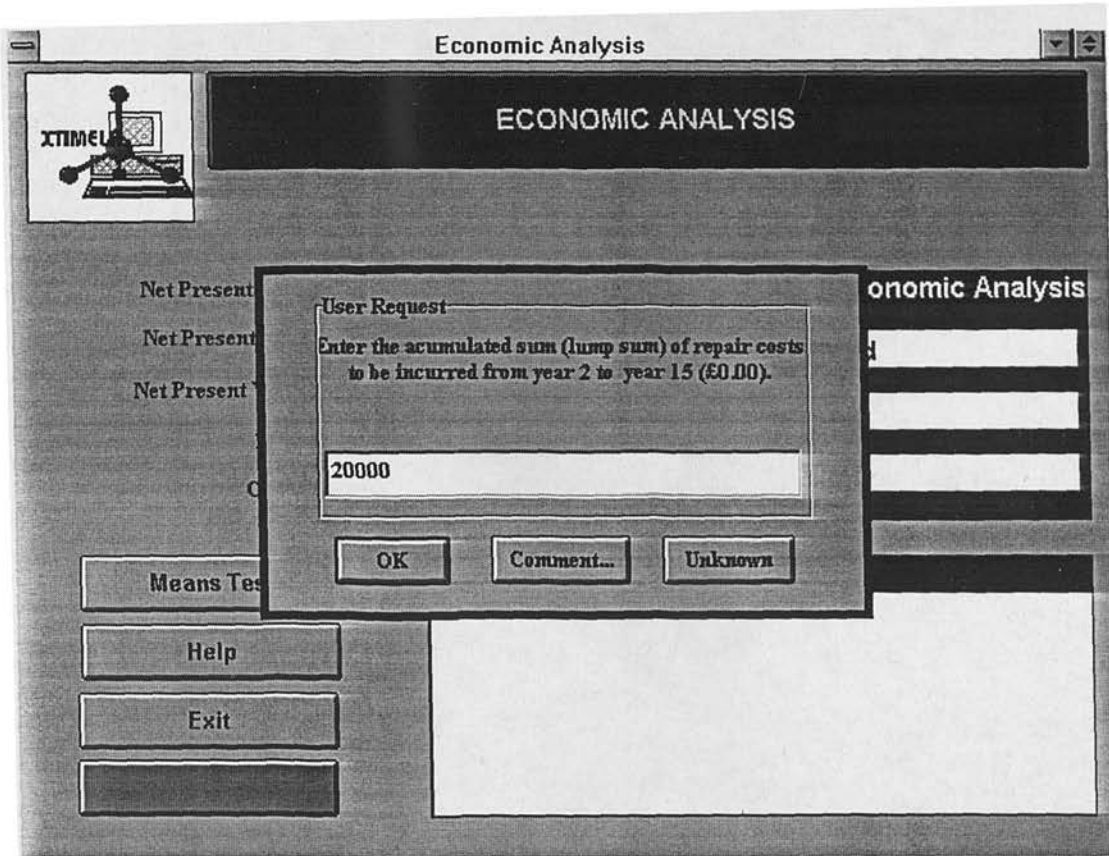 Economic Analysis
XTIMEL
ECONOMIC ANALYSIS
Net Present
Net Present
Net Present
onomic Analysis
User Request
Enter the acumulated sum (lump sum) of repair costs
to be incurred from year 2 to year 15 (£0.00).
20000
OK
Comment...
Unknown
Means Tes
Help
Exit